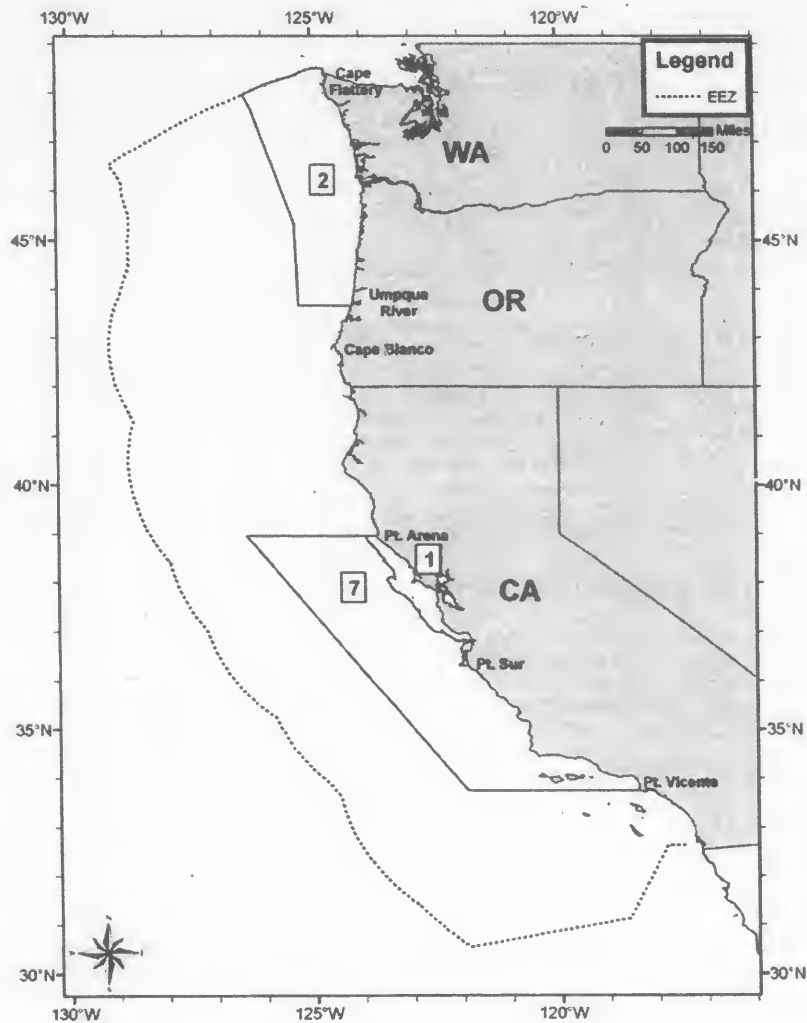 130°W 125°W 120°W
Legend
EEZ
Miles
0 50 100 150
Cape
Flattery
WA
2
45°N 45°N
Umpqua
River
OR
Cape Blanco
40°N 40°N
Pt. Arena
1
7
CA
Pt. Sur
35°N 35°N
Pt. Vicente
30°N 30°N
130°W 125°W 120°W